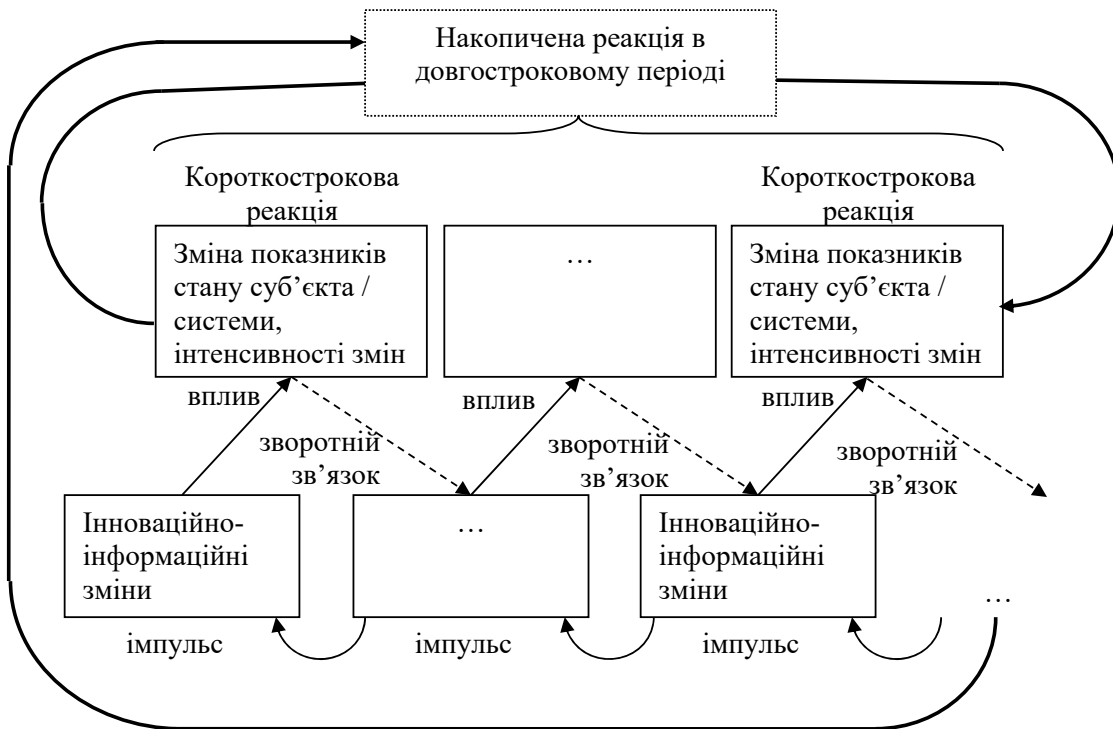 Накопичена реакція в
довгостроковому періоді
Короткострокова
реакція
Короткострокова
реакція
Зміна показників
стану суб’єкта /
системи,
інтенсивності змін
…
Зміна показників
стану суб’єкта /
системи,
інтенсивності змін
вплив
вплив
вплив
зворотній
зв’язок
зворотній
зв’язок
зворотній
зв’язок
Інноваційно-
інформаційні
зміни
…
Інноваційно-
інформаційні
зміни
…
імпульс
імпульс
імпульс